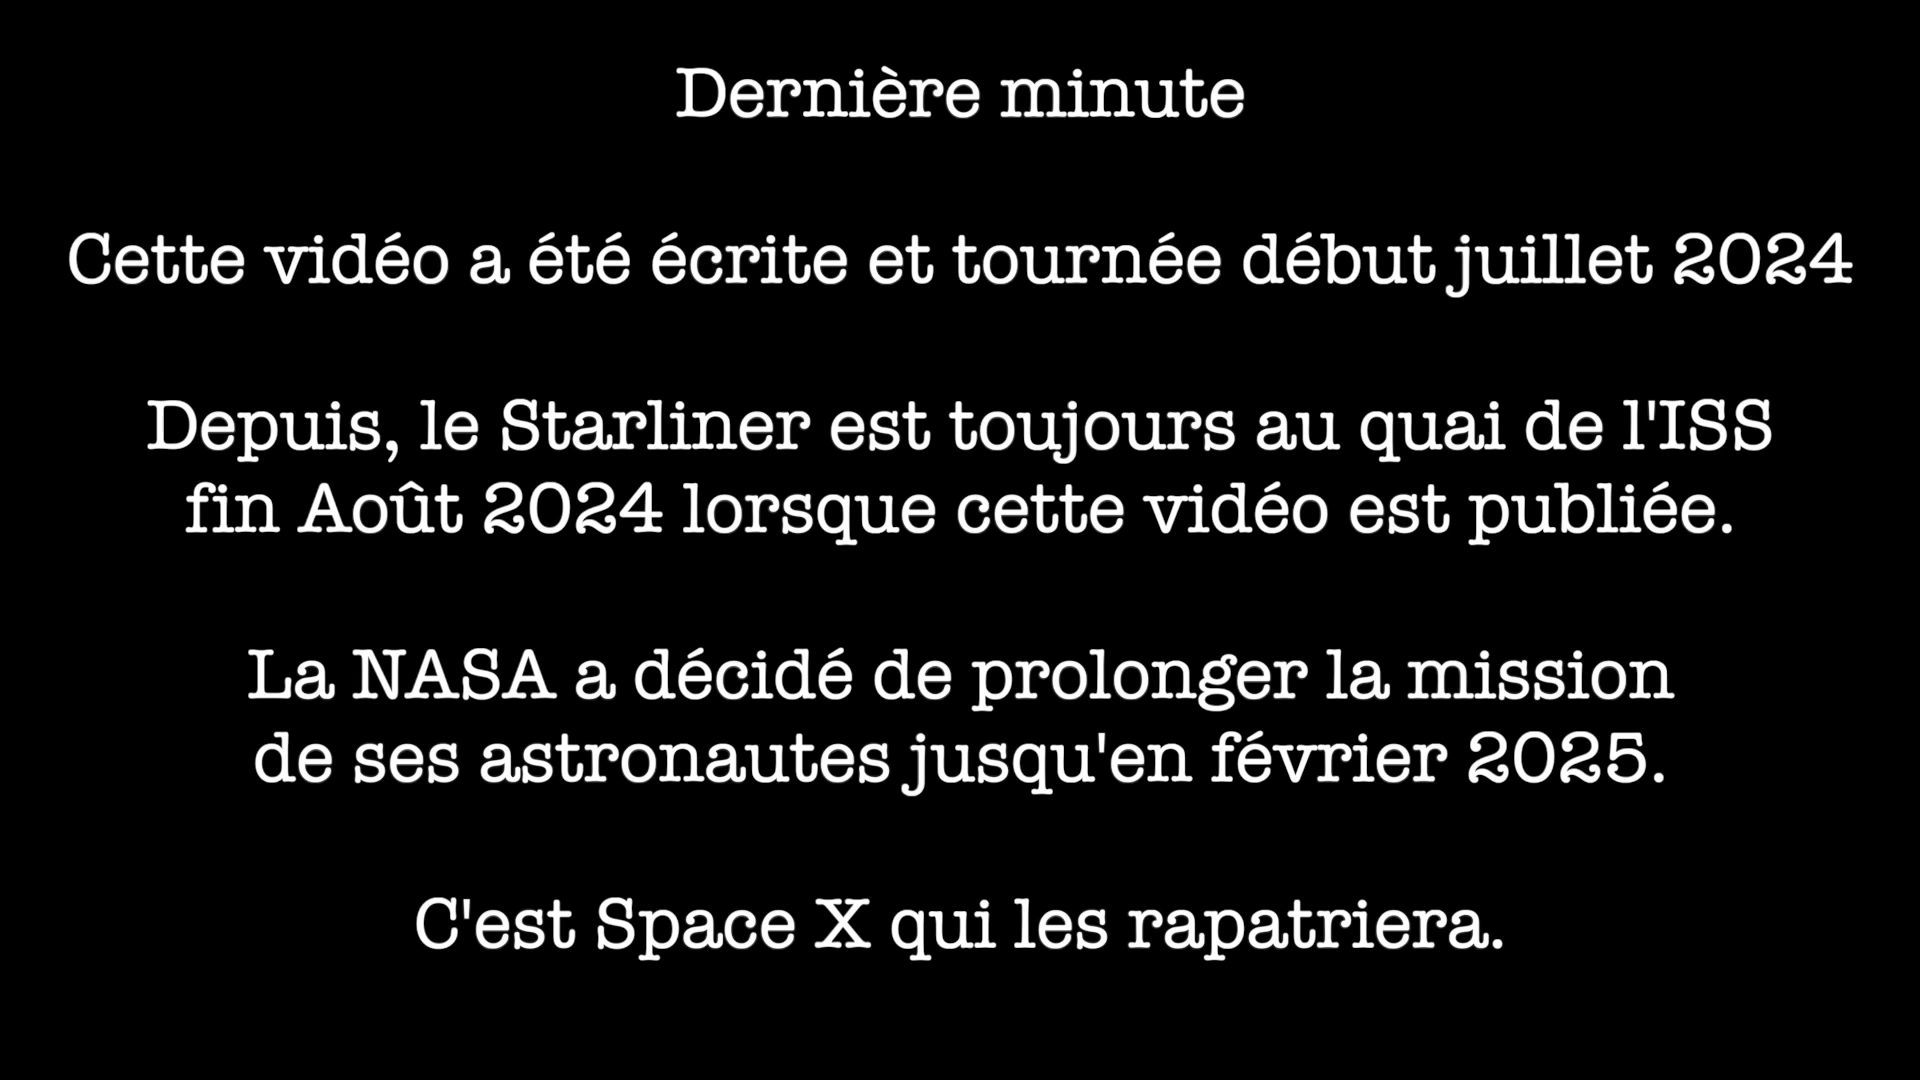 Dernière minute
Cette vidéo a été écrite et tournée début juillet 2024
Depuis, le Starliner est toujours au quai de l'ISS
fin Août 2024 lorsque cette vidéo est publiée.
La NASA a décidé de prolonger la mission
de ses astronautes jusqu'en février 2025.
C'est Space X qui les rapatriera.